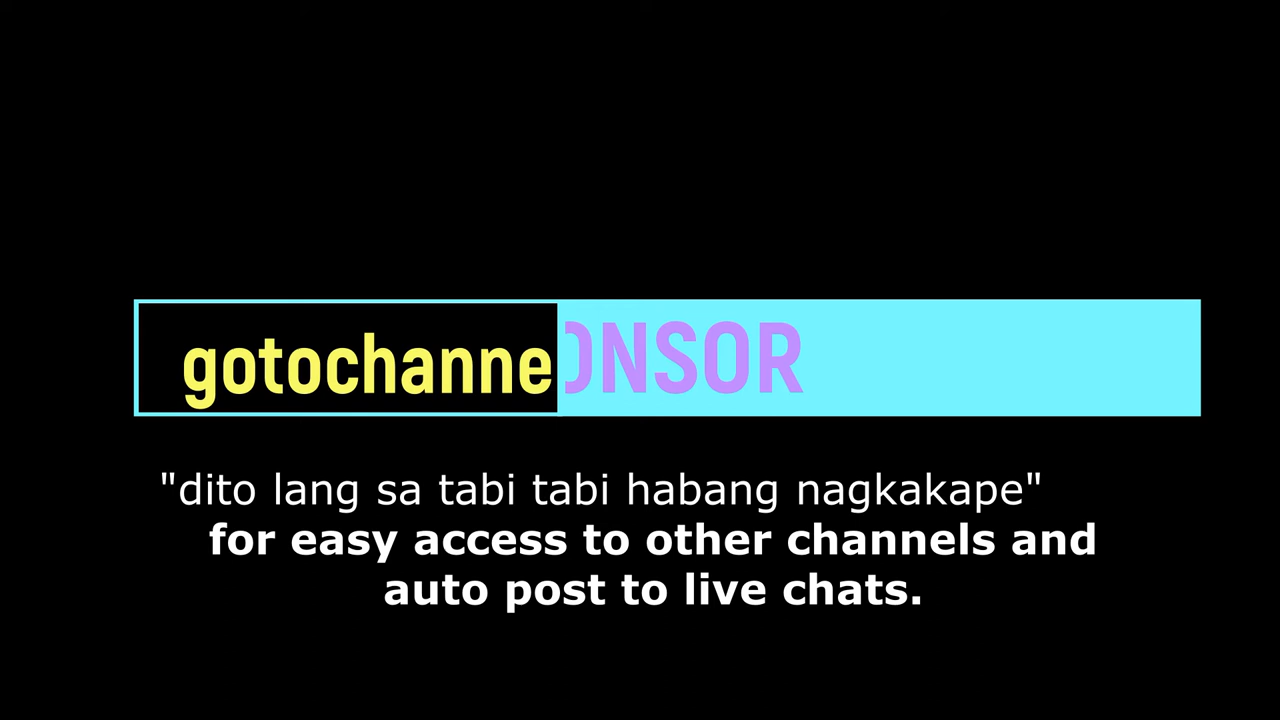 gotochanne ONSOR
"dito lang sa tabi tabi habang nagkakape"
for easy access to other channels and
auto post to live chats.